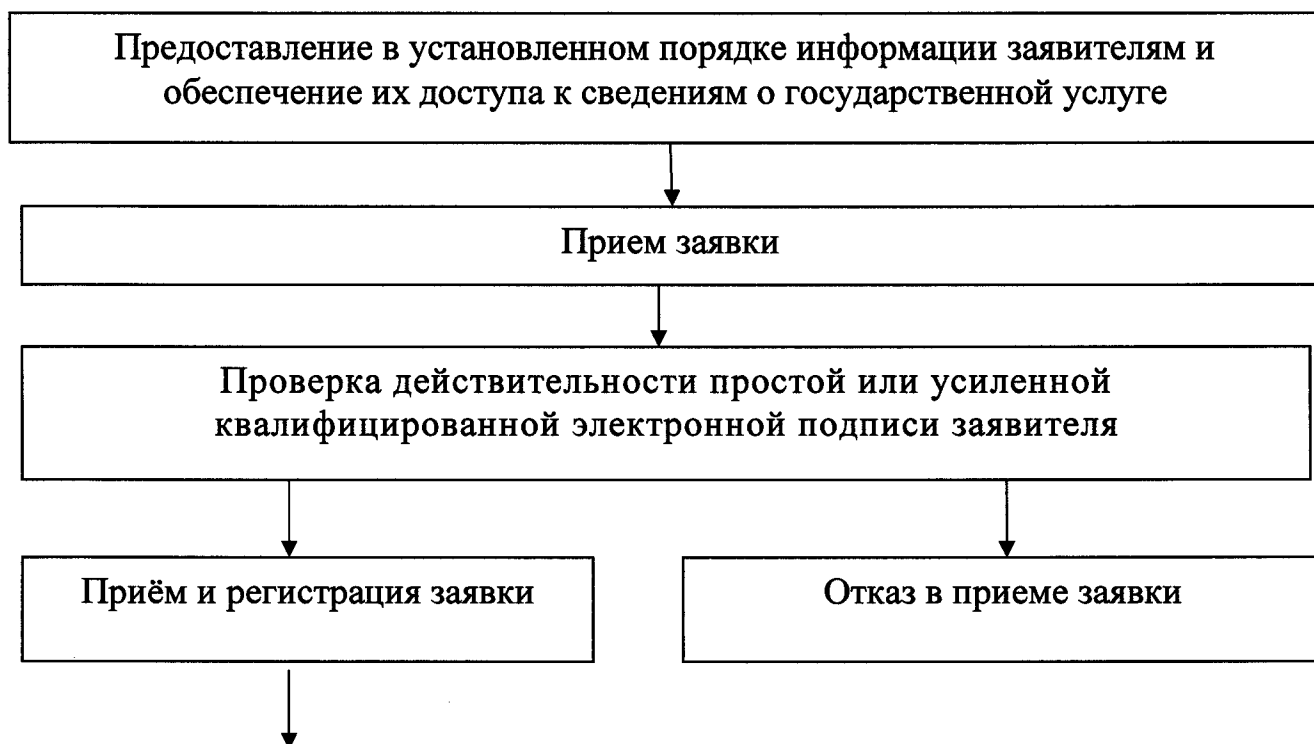 Предоставление в установленном порядке информации заявителям и
обеспечение их доступа к сведениям о государственной услуге
Прием заявки
Проверка действительности простой или усиленной
квалифицированной электронной подписи заявителя
Приём и регистрация заявки
Отказ в приеме заявки